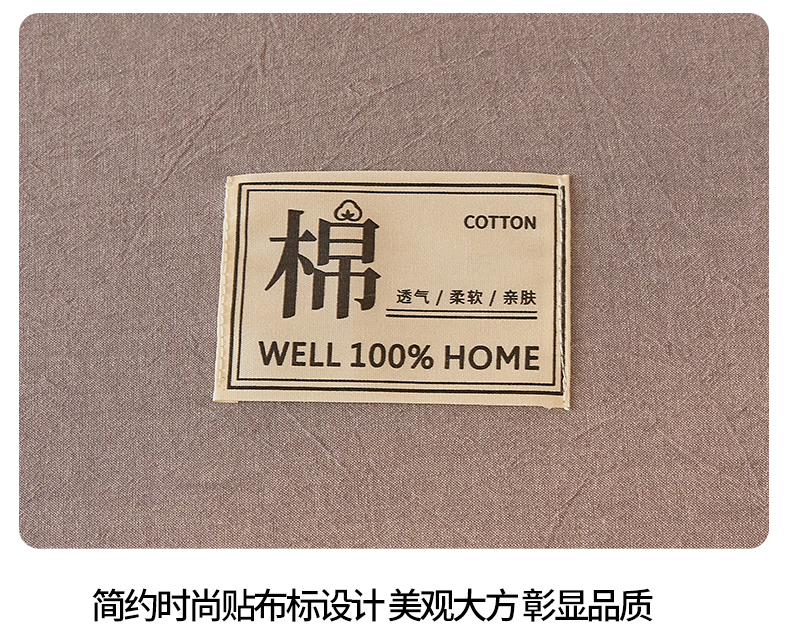 棉
COTTON
透气 / 柔软 / 亲肤
WELL 100% HOME
简约时尚贴布标设计 美观大方 彰显品质